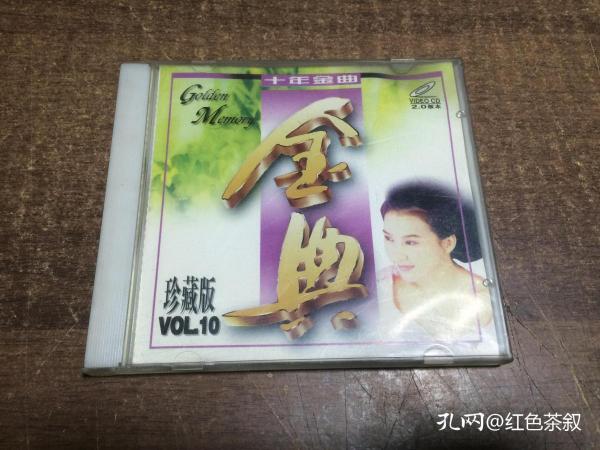 十年金曲
Golden
Memory
VIDEO CD
2.0版本
金典
珍藏版
VOL.10
孔网@红色茶叙